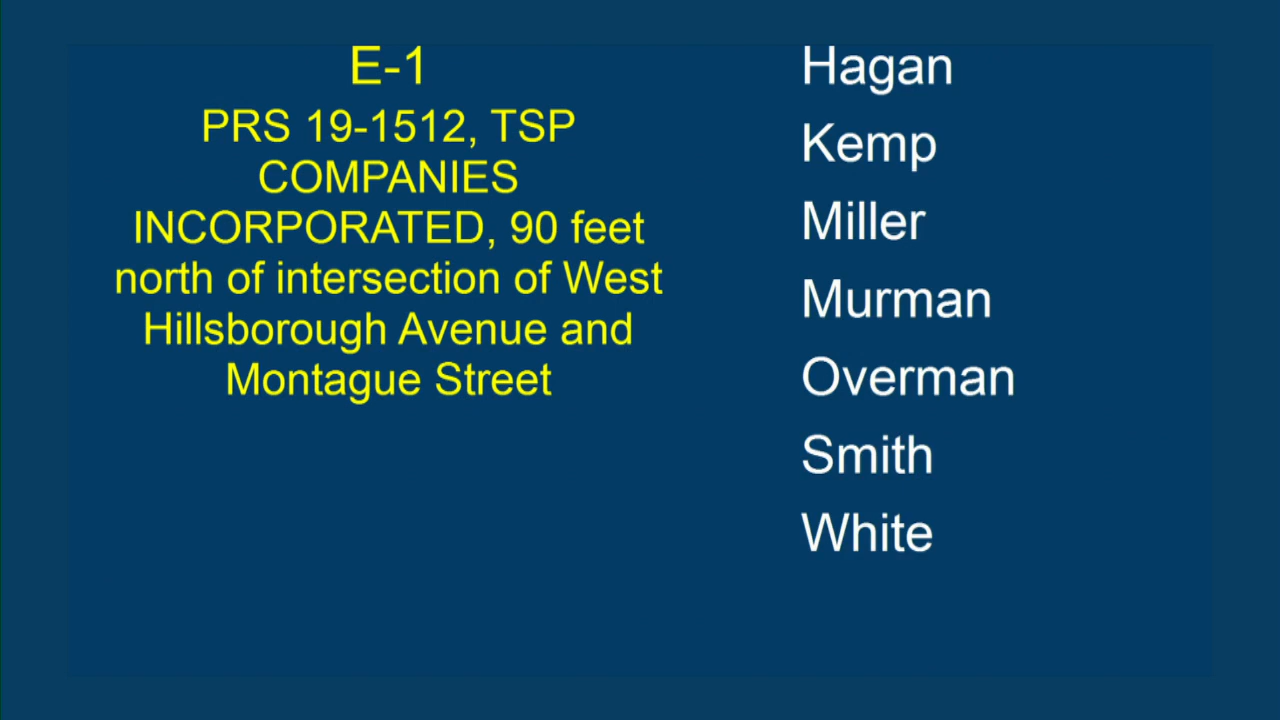 E-1
PRS 19-1512, TSP
COMPANIES
INCORPORATED, 90 feet
north of intersection of West
Hillsborough Avenue and
Montague Street
Hagan
Kemp
Miller
Murman
Overman
Smith
White